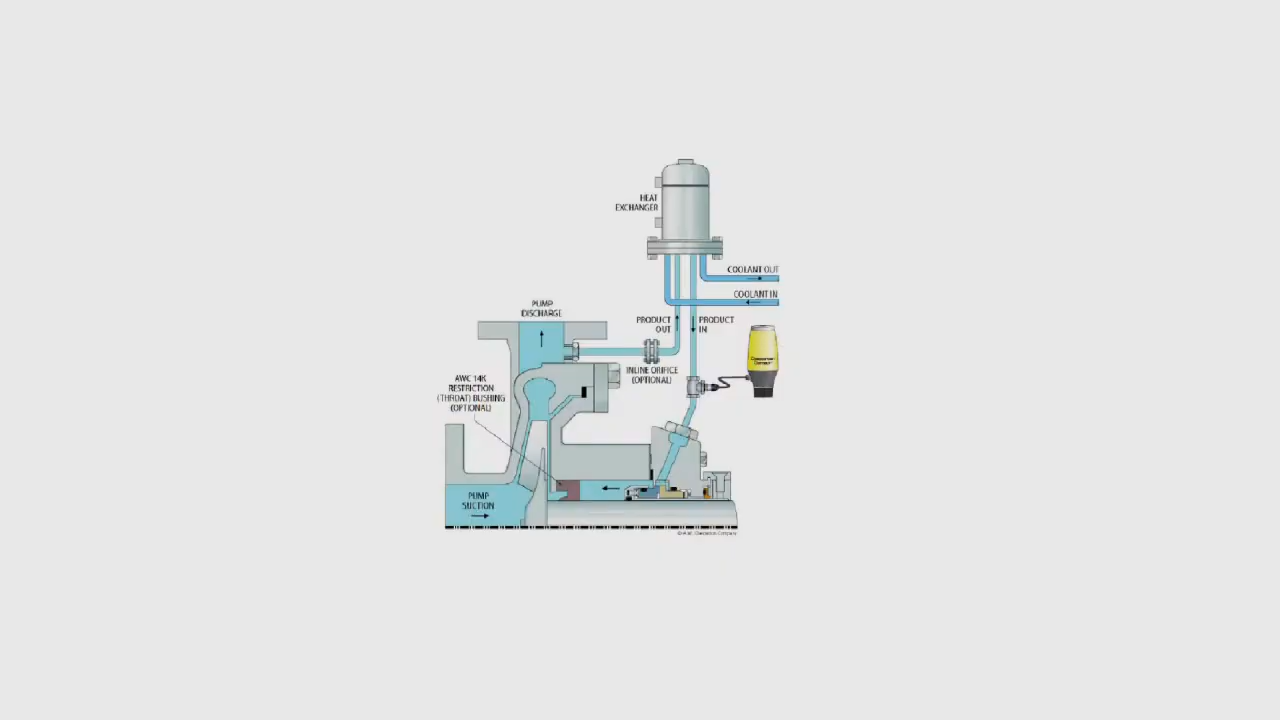 HEAT
EXCHANGER
COOLANT OUT
COOLANT IN
PUMP
DISCHARGE
PRODUCT
OUT
PRODUCT
IN
INLINE ORIFICE
(OPTIONAL)
AWC 14K
RESTRICTION
(THROAT) BUSHING
(OPTIONAL)
PUMP
SUCTION